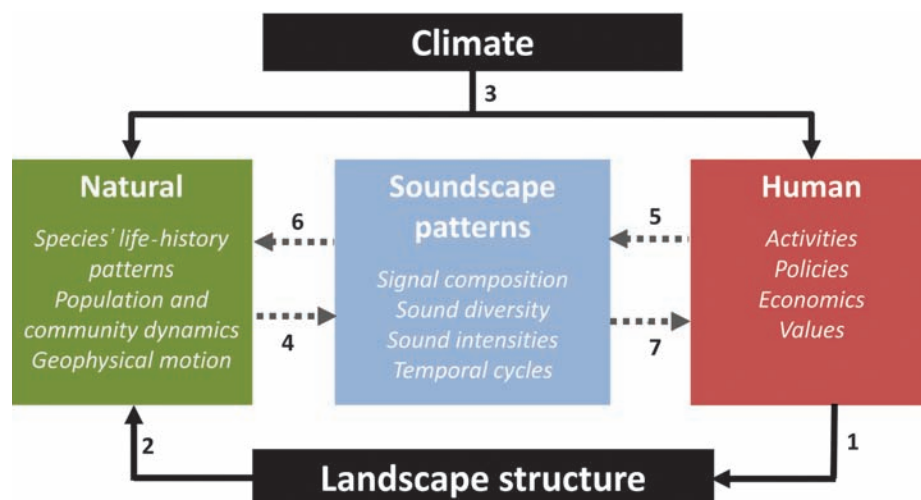 Climate
3
Natural
Species' life-history
patterns
Population and
community dynamics
Geophysical motion
6
4
Soundscape
patterns
Signal composition
Sound diversity
Sound intensities
Temporal cycles
5
7
Human
Activities
Policies
Economics
Values
2
Landscape structure
1